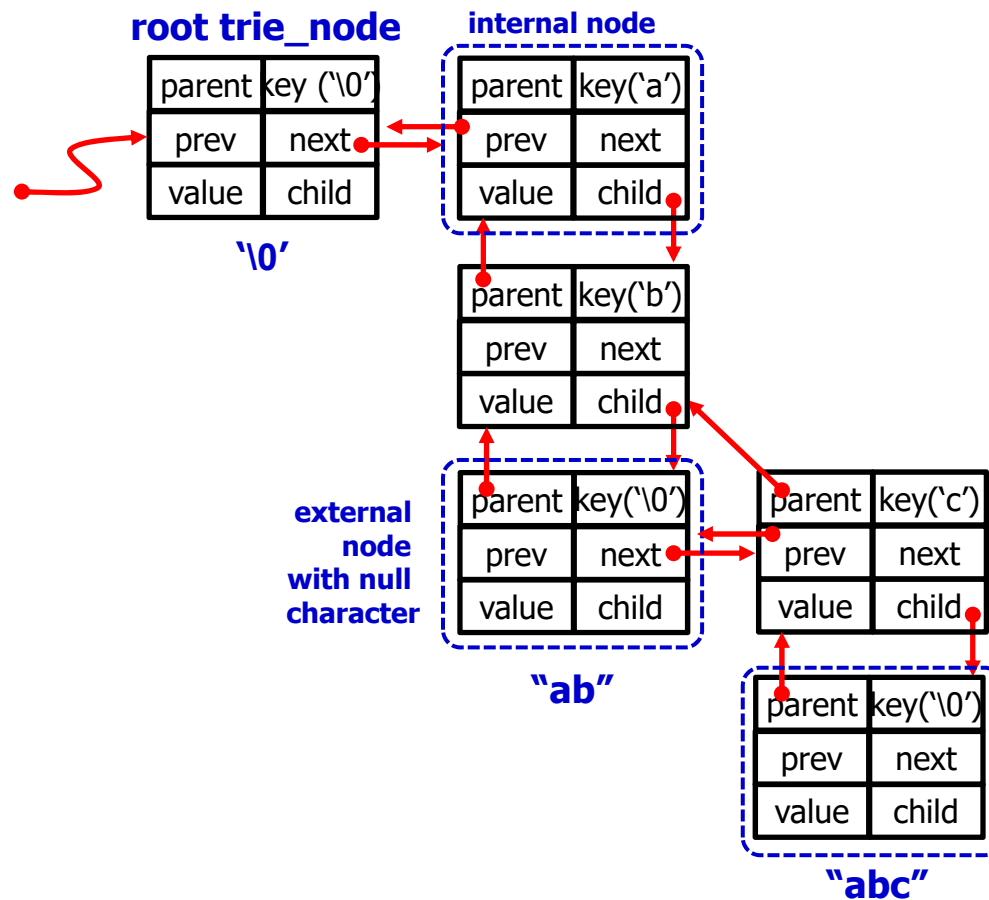 root trie_node
internal node
parent key ('\0')
prev next
value child
‘\0’
parent key(‘a’)
prev next
value child
parent key(‘b’)
prev next
value child
external
node
with null
character
parent key(‘\0’)
prev next
value child
“ab”
parent key(‘c’)
prev next
value child
parent key(‘\0’)
prev next
value child
“abc”